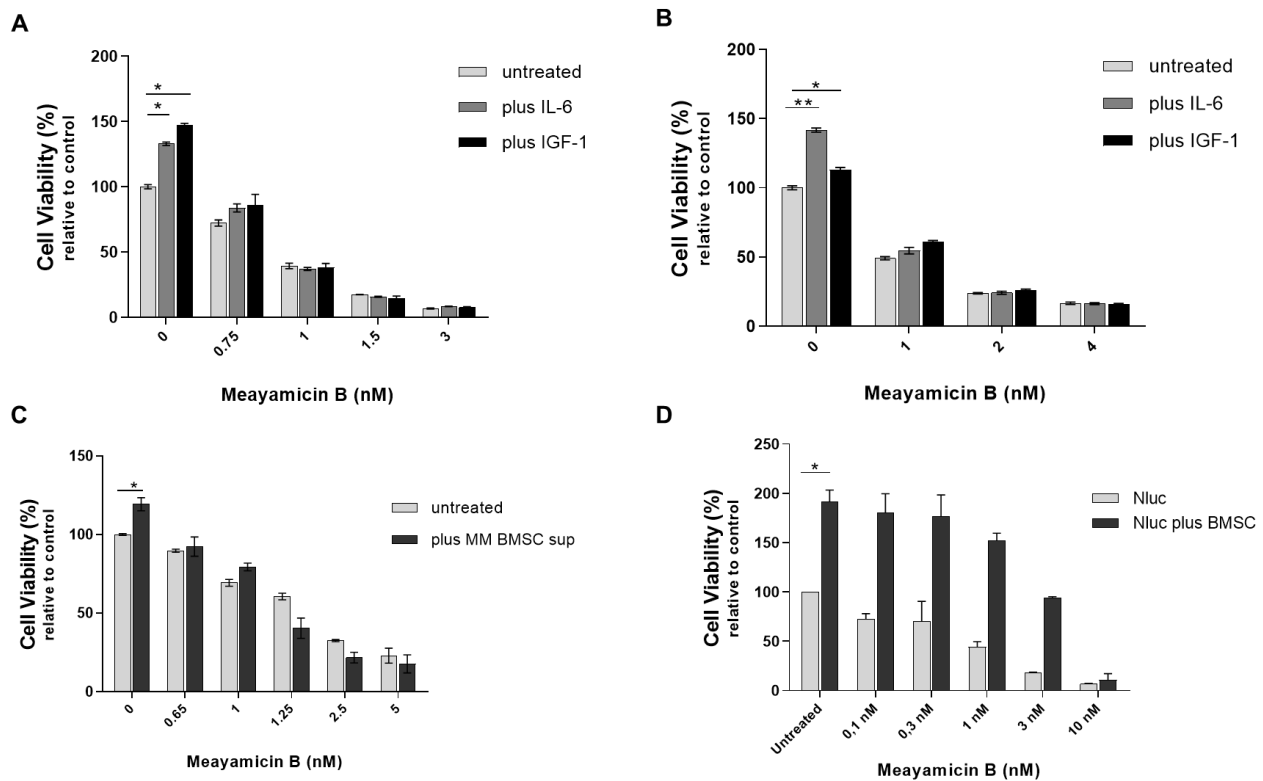 A
Cell Viability (%)
relative to control
200
150
100
50
0
*
*
untreated
plus IL-6
plus IGF-1
0
0.75
1
1.5
3
Meayamicin B (nM)
B
Cell Viability (%)
relative to control
200
150
100
50
0
*
**
untreated
plus IL-6
plus IGF-1
0
1
2
4
Meayamicin B (nM)
C
Cell Viability (%)
relative to control
150
100
50
0
*
untreated
plus MM BMSC sup
0
0.65
1
1.25
2.5
5
Meayamicin B (nM)
D
Cell Viability (%)
relative to control
250
200
150
100
50
0
*
Nluc
Nluc plus BMSC
Untreated
0,1 nM
0,3 nM
1 nM
3 nM
10 nM
Meayamicin B (nM)